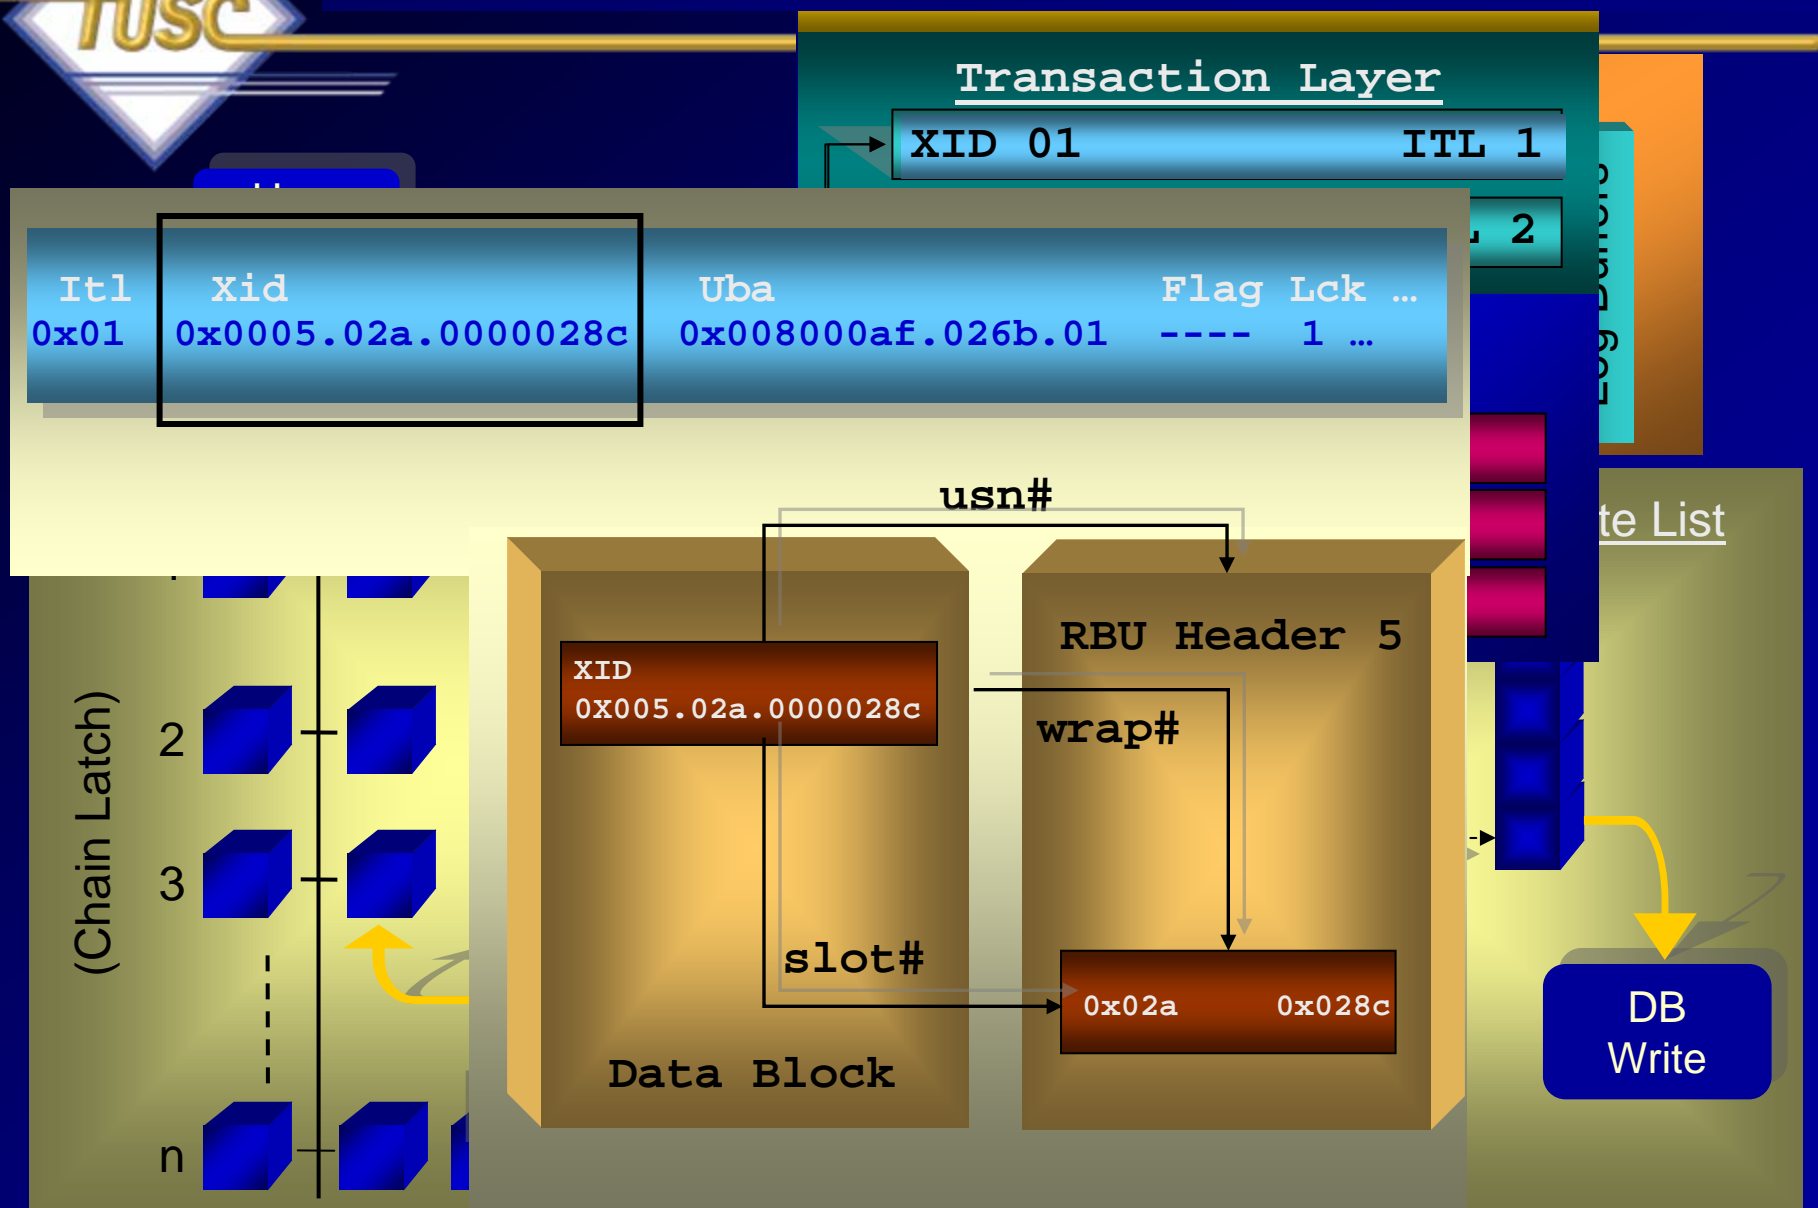 TUSC
Transaction Layer
XID 01 ITL 1
2
Itl Xid Uba Flag Lck …
0x01 0x0005.02a.0000028c 0x008000af.026b.01 ---- 1 …
usn#
te List
RBU Header 5
XID
0X005.02a.0000028c
wrap#
(Chain Latch)
2
3
slot#
0x02a 0x028c
DB
Write
Data Block
n